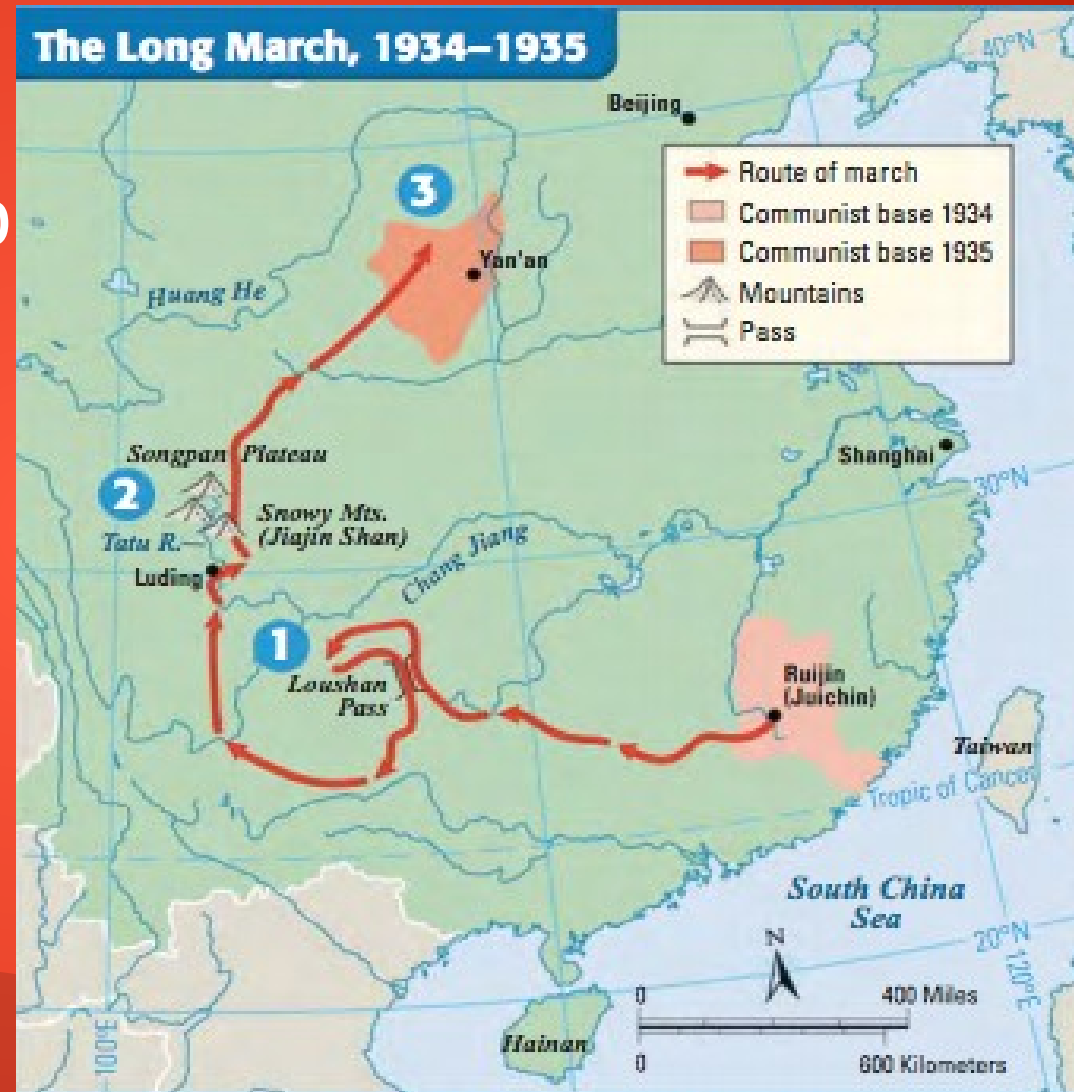 The Long March, 1934–1935
40°N
Beijing
Route of march
Communist base 1934
Communist base 1935
Mountains
Pass
3
Yan'an
Huang He
Songpan Plateau
Shanghai
2
30°N
Snowy Mts.
(Jiajin Shan)
Tatu R.
Chang Jiang
Luding
1
Loushan
Pass
Ruijin
(Juichin)
Taiwan
Tropic of Cancer
South China
Sea
N
20°N
120°E
0
400 Miles
100°E
Hainan
0
600 Kilometers